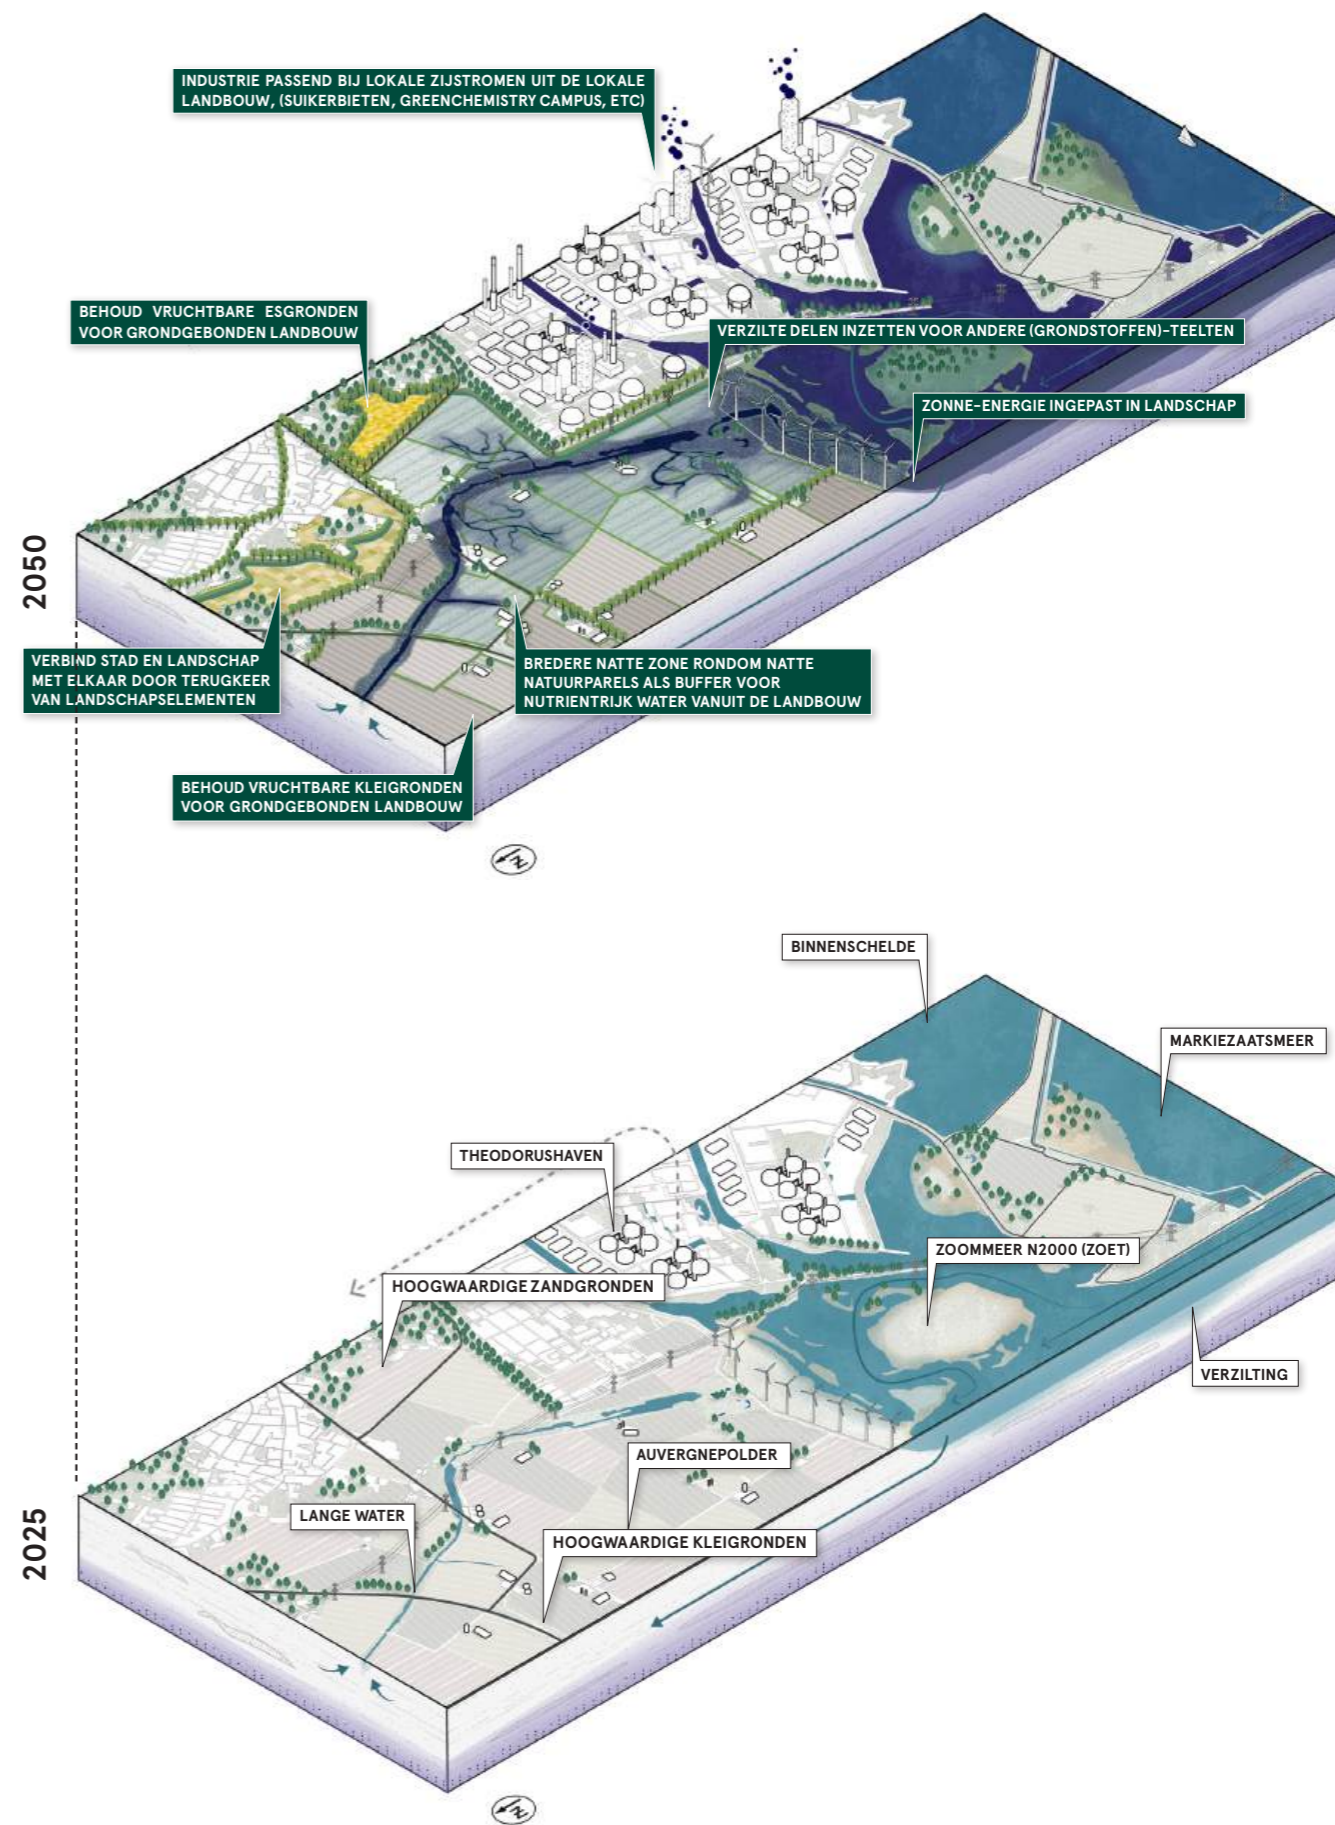 INDUSTRIE PASSEND BIJ LOKALE ZIJSTROMEN UIT DE LOKALE
LANDBOUW, (SUIKERBIETEN, GREENCHEMISTRY CAMPUS, ETC)
BEHOUD VRUCHTBARE ESGRONDEN
VOOR GRONDGEBONDEN LANDBOUW
VERZILTE DELEN INZETTEN VOOR ANDERE (GRONDSTOFFEN)-TEELTEN
ZONNE-ENERGIE INGEPAST IN LANDSCHAP
2050
VERBIND STAD EN LANDSCHAP
MET ELKAAR DOOR TERUGKEER
VAN LANDSCHAPSELEMENTEN
BREDERE NATTE ZONE RONDOM NATTE
NATUURPARELS ALS BUFFER VOOR
NUTRIENTRIJK WATER VANUIT DE LANDBOUW
BEHOUD VRUCHTBARE KLEIGRONDEN
VOOR GRONDGEBONDEN LANDBOUW
N
BINNENSCHELDE
MARKIEZAATSMEER
THEODORUSHAVEN
ZOOMMEER N2000 (ZOET)
HOOGWAARDIGE ZANDGRONDEN
VERZILTING
AUVERGNEPOLDER
LANGE WATER
HOOGWAARDIGE KLEIGRONDEN
2025
N